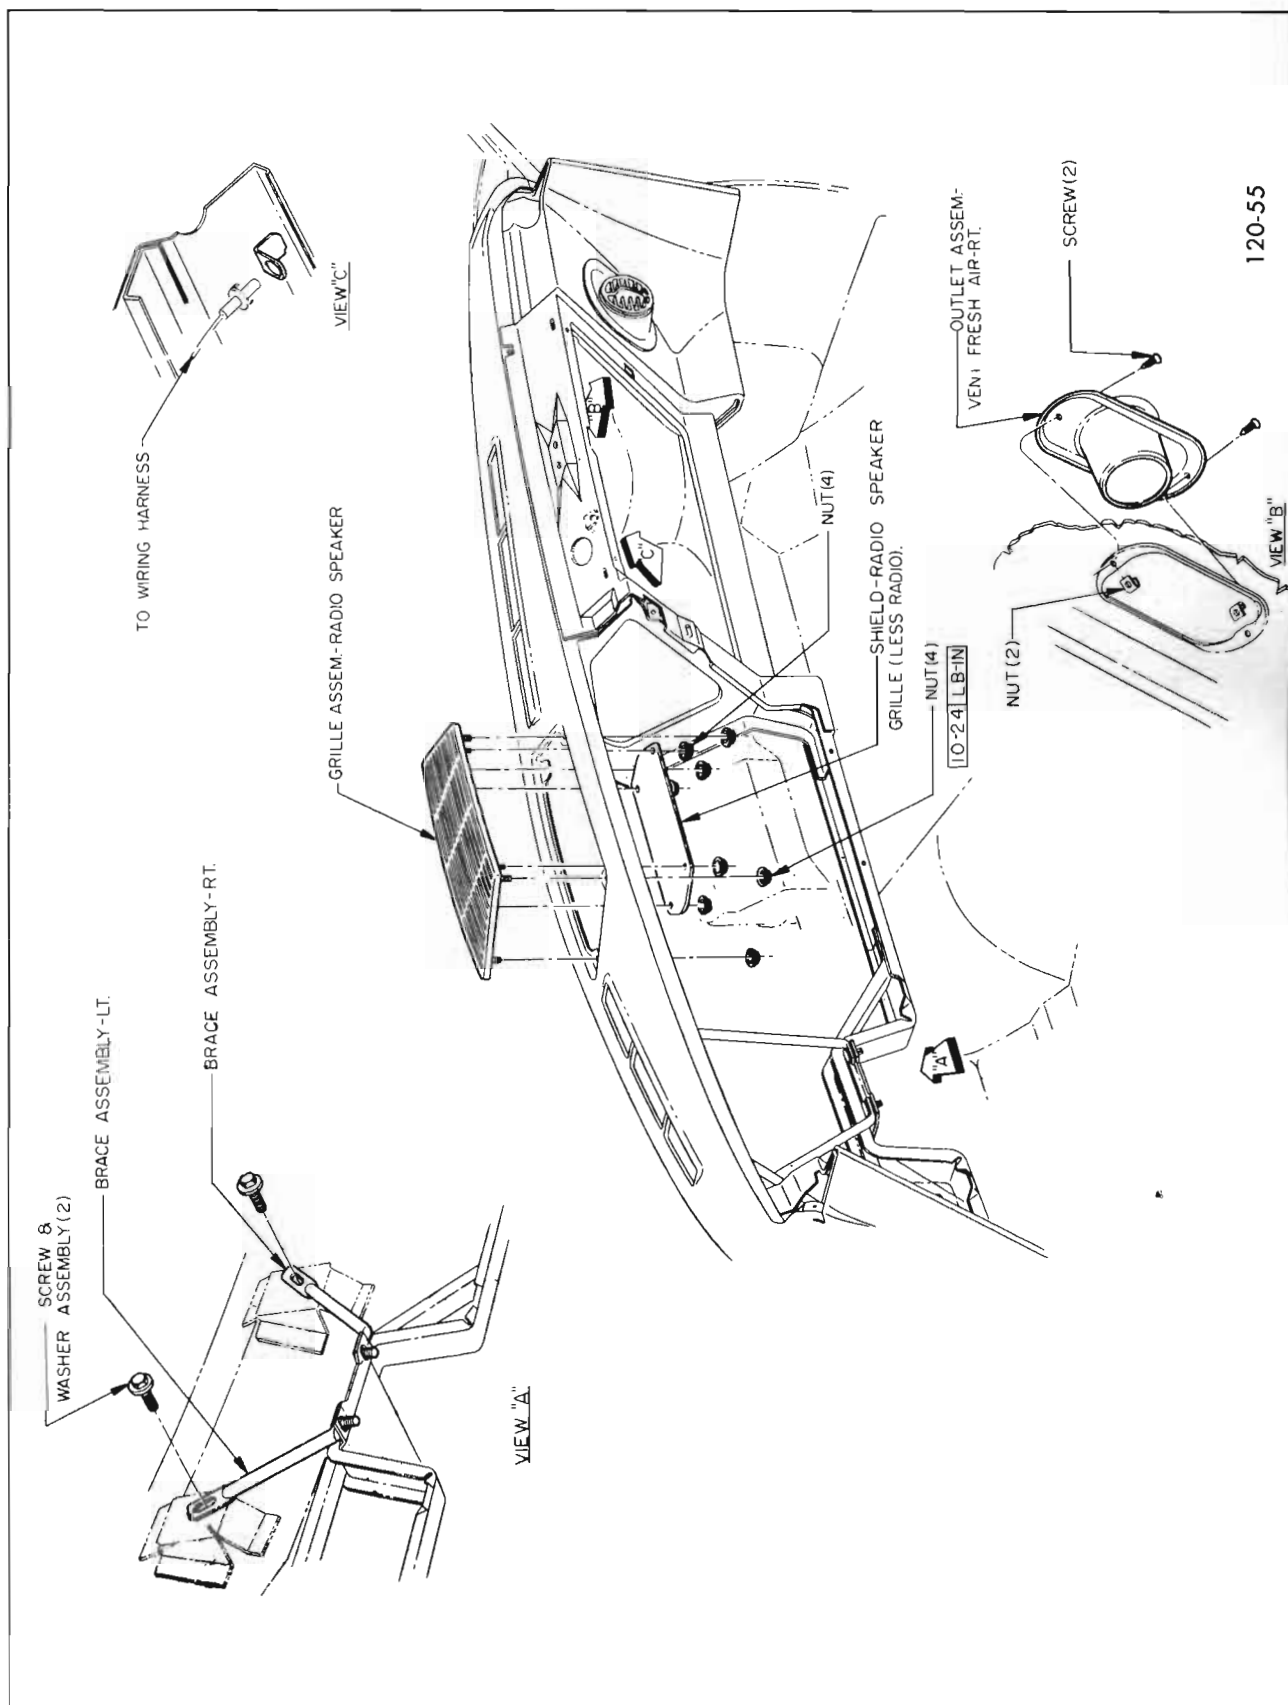 SCREW &
WASHER ASSEMBLY(2)
BRACE ASSEMBLY-LT.
BRACE ASSEMBLY-RT.
VIEW "A"
GRILLE ASSEM.-RADIO SPEAKER
TO WIRING HARNESS
VIEW "C"
"A"
"B"
"C"
NUT(4)
SHIELD-RADIO SPEAKER
GRILLE (LESS RADIO).
NUT(4)
10-24 LB-IN
NUT(2)
OUTLET ASSEM.-
VENT FRESH AIR-RT.
SCREW(2)
VIEW "B"
120-55